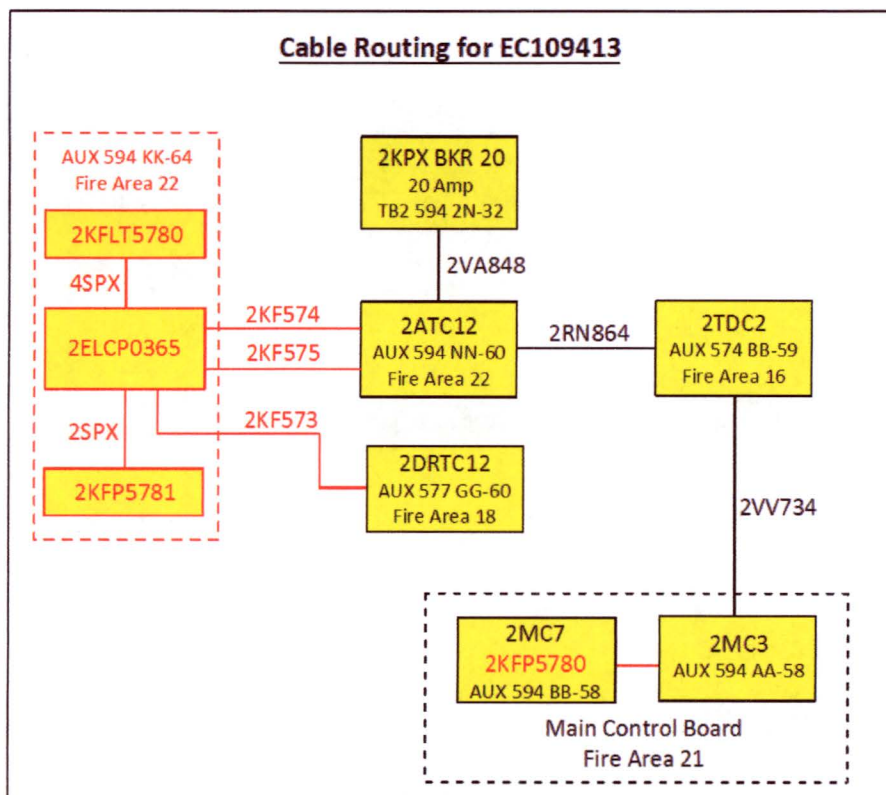 Cable Routing for EC109413
AUX 594 KK-64
Fire Area 22
2KFLT5780
4SPX
2ELCP0365
2SPX
2KFP5781
2KF574
2KF575
2KF573
2KPX BKR 20
20 Amp
TB2 594 2N-32
2VA848
2ATC12
AUX 594 NN-60
Fire Area 22
2RN864
2TDC2
AUX 574 BB-59
Fire Area 16
2DRTC12
AUX 577 GG-60
Fire Area 18
2VV734
2MC7
2KFP5780
AUX 594 BB-58
2MC3
AUX 594 AA-58
Main Control Board
Fire Area 21